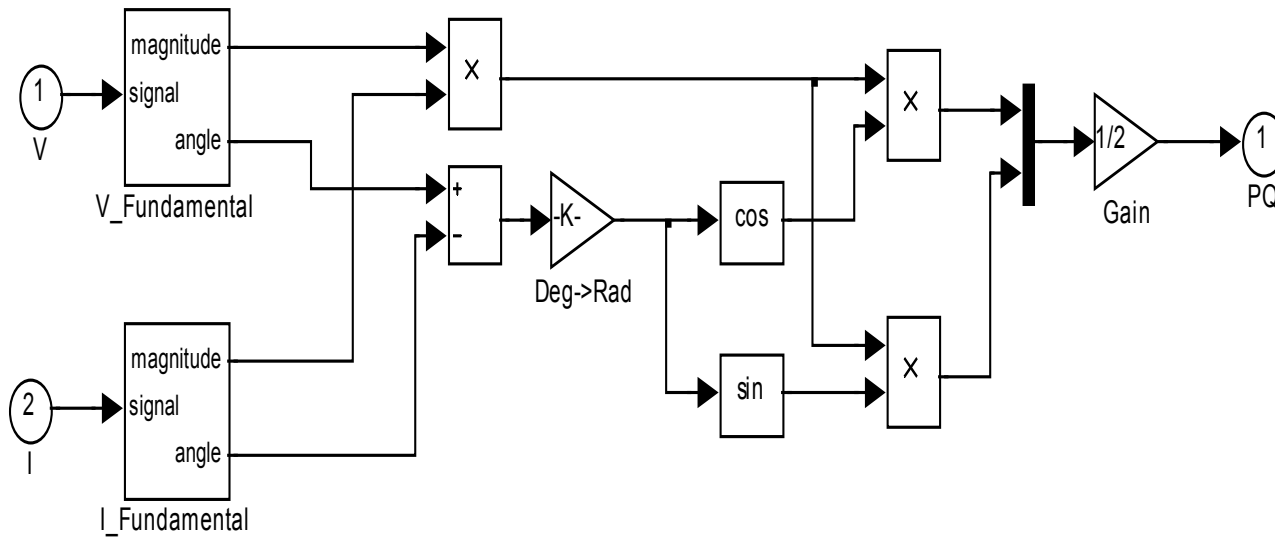 1
V
magnitude
signal
angle
V_Fundamental
2
I
magnitude
signal
angle
I_Fundamental
x
+
-
-K-
Deg->Rad
cos
sin
x
x
1/2
Gain
1
PQ